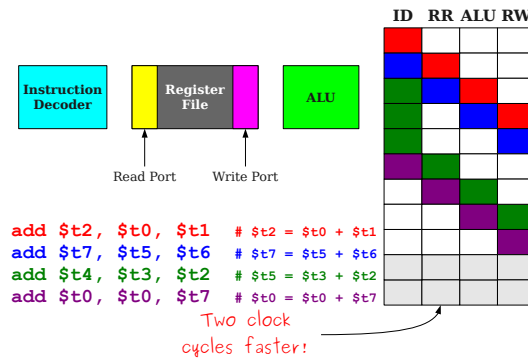 ID RR ALU RW
Instruction
Decoder
Register
File
ALU
Read Port
Write Port
add $t2, $t0, $t1 # $t2 = $t0 + $t1
add $t7, $t5, $t6 # $t7 = $t5 + $t6
add $t4, $t3, $t2 # $t5 = $t3 + $t2
add $t0, $t0, $t7 # $t0 = $t0 + $t7
Two clock
cycles faster!